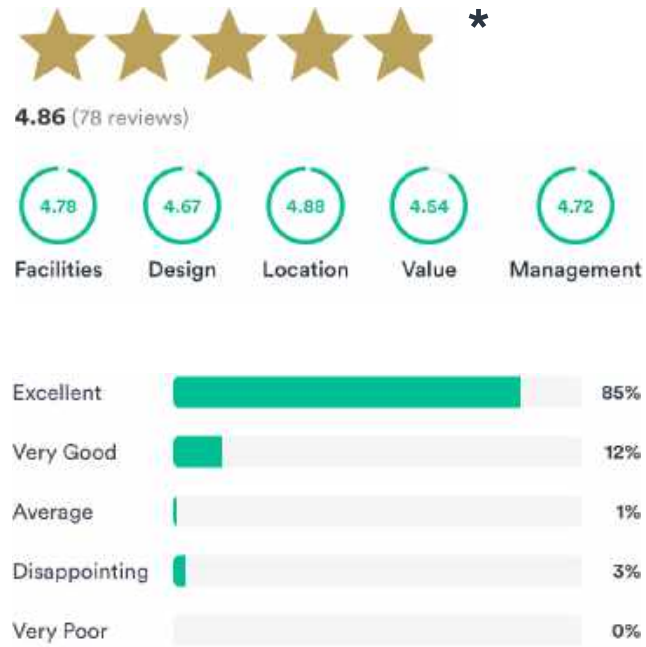 *
4.86 (78 reviews)
4.78 4.67 4.88 4.54 4.72
Facilities Design Location Value Management
Excellent 85%
Very Good 12%
Average 1%
Disappointing 3%
Very Poor 0%